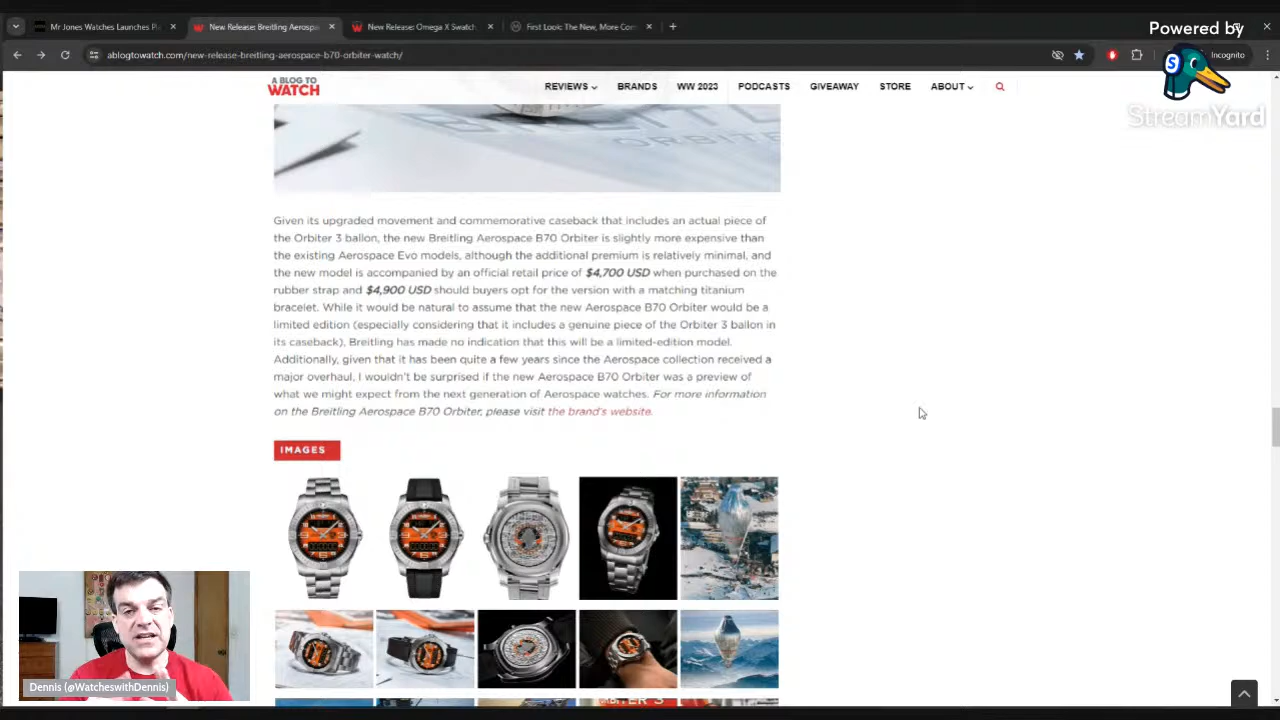 Mr Jones Watches Launches Pa
New Release: Breitling Aerospa
New Release: Omega X Swatch
First Look: The New, More Com
Powered by
ablogtowatch.com/new-release-breitling-aerospace-b70-orbiter-watch/
Incognito
StreamYard
A BLOG TO
WATCH
REVIEWS
BRANDS
WW 2023
PODCASTS
GIVEAWAY
STORE
ABOUT
ORBITER
Given its upgraded movement and commemorative caseback that includes an actual piece of
the Orbiter 3 ballon, the new Breitling Aerospace B70 Orbiter is slightly more expensive than
the existing Aerospace Evo models, although the additional premium is relatively minimal, and
the new model is accompanied by an official retail price of $4,700 USD when purchased on the
rubber strap and $4,900 USD should buyers opt for the version with a matching titanium
bracelet. While it would be natural to assume that the new Aerospace B70 Orbiter would be a
limited edition (especially considering that it includes a genuine piece of the Orbiter 3 ballon in
its caseback), Breitling has made no indication that this will be a limited-edition model.
Additionally, given that it has been quite a few years since the Aerospace collection received a
major overhaul, I wouldn't be surprised if the new Aerospace B70 Orbiter was a preview of
what we might expect from the next generation of Aerospace watches. For more information
on the Breitling Aerospace B70 Orbiter, please visit the brand's website.
IMAGES
Dennis (@WatcheswithDennis)